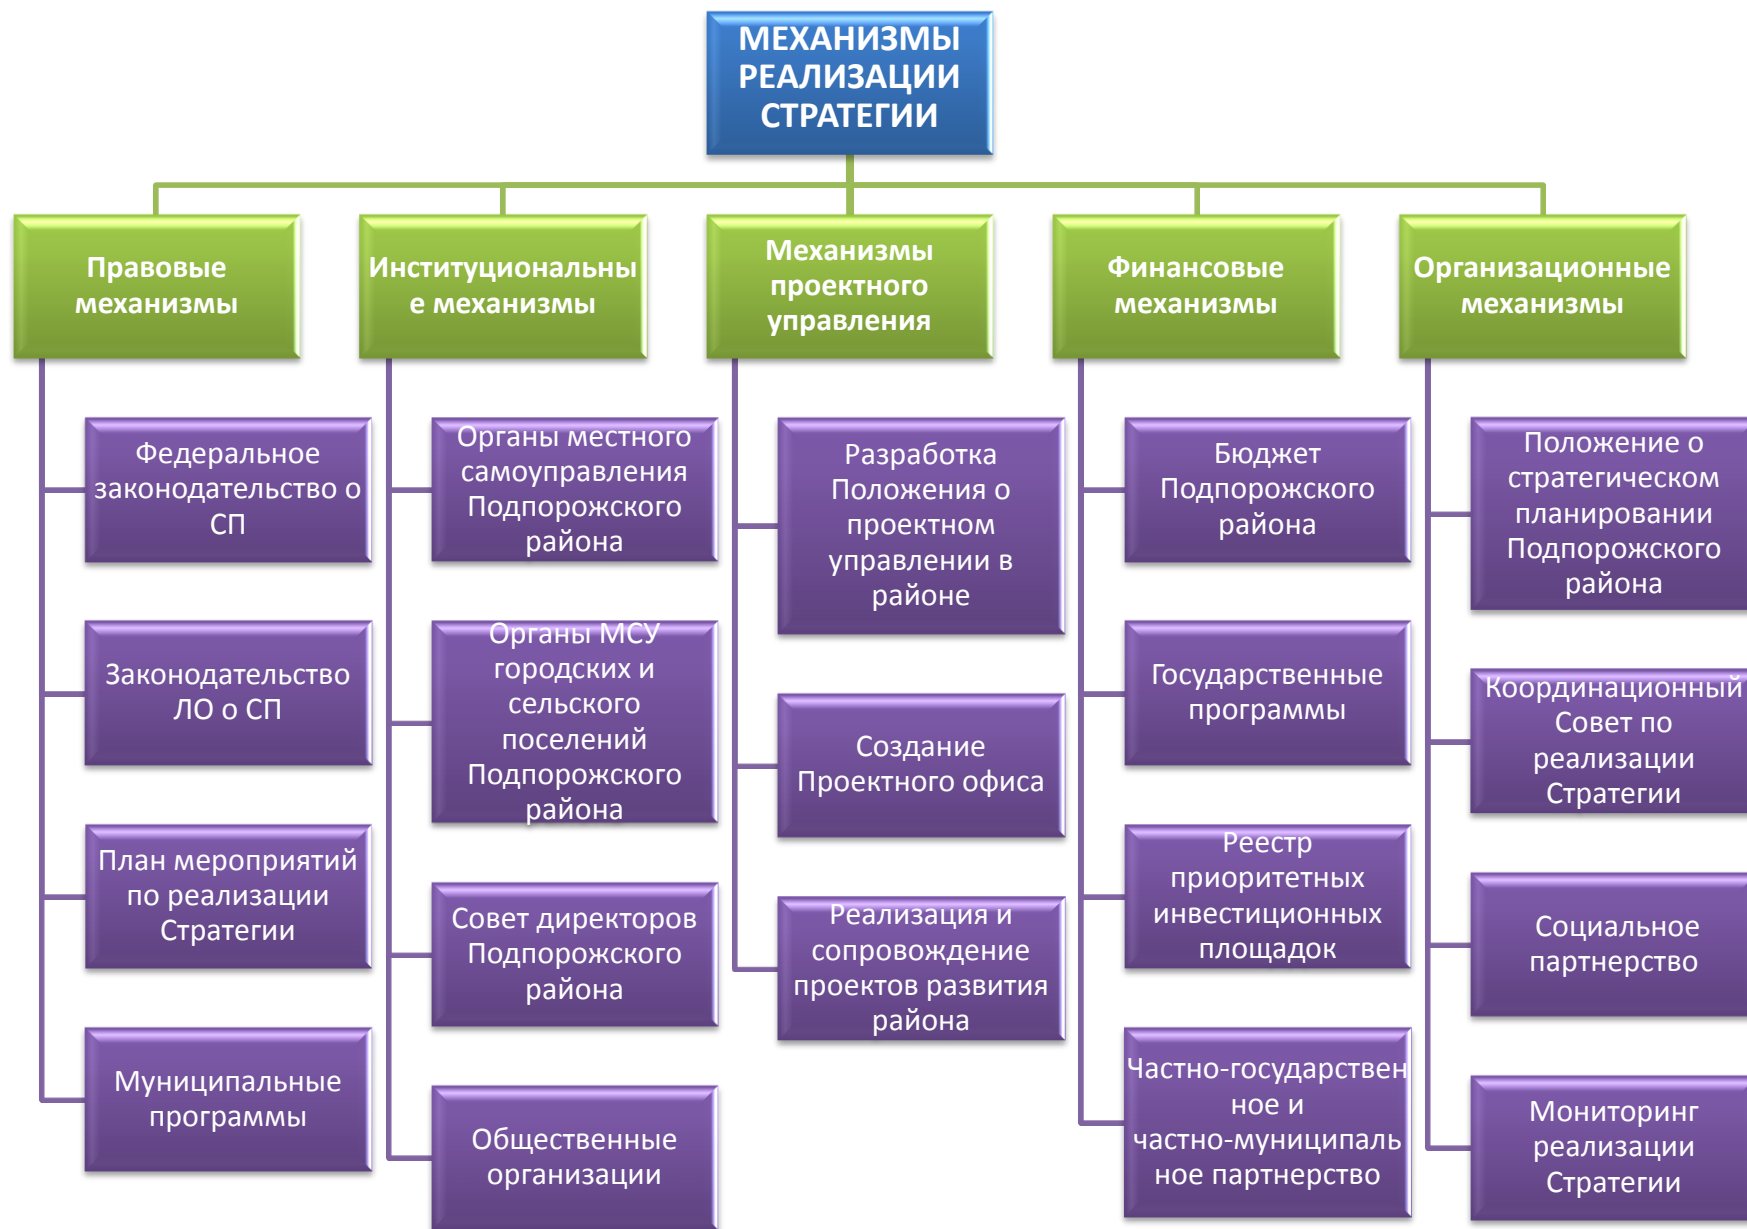 МЕХАНИЗМЫ
РЕАЛИЗАЦИИ
СТРАТЕГИИ
Правовые
механизмы
Федеральное
законодательство о
СП
Законодательство
ЛО о СП
План мероприятий
по реализации
Стратегии
Муниципальные
программы
Институциональны
е механизмы
Органы местного
самоуправления
Подпорожского
района
Органы МСУ
городских и
сельского
поселений
Подпорожского
района
Совет директоров
Подпорожского
района
Общественные
организации
Механизмы
проектного
управления
Разработка
Положения о
проектном
управлении в
районе
Создание
Проектного офиса
Реализация и
сопровождение
проектов развития
района
Финансовые
механизмы
Бюджет
Подпорожского
района
Государственные
программы
Реестр
приоритетных
инвестиционных
площадок
Частно-государствен
ное и
частно-муниципаль
ное партнерство
Организационные
механизмы
Положение о
стратегическом
планировании
Подпорожского
района
Координационный
Совет по
реализации
Стратегии
Социальное
партнерство
Мониторинг
реализации
Стратегии